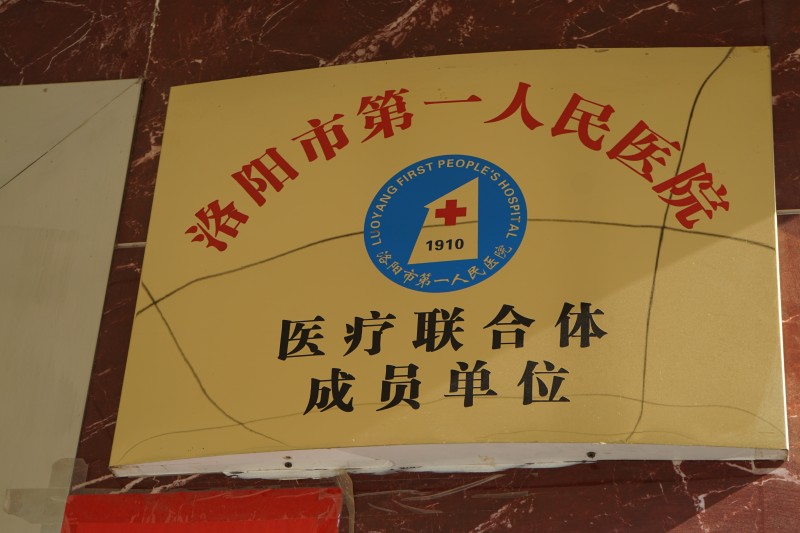 洛阳市第一人民医院
LUOYANG FIRST PEOPLE'S HOSPITAL
1910
洛阳市第一人民医院
医疗联合体
成员单位